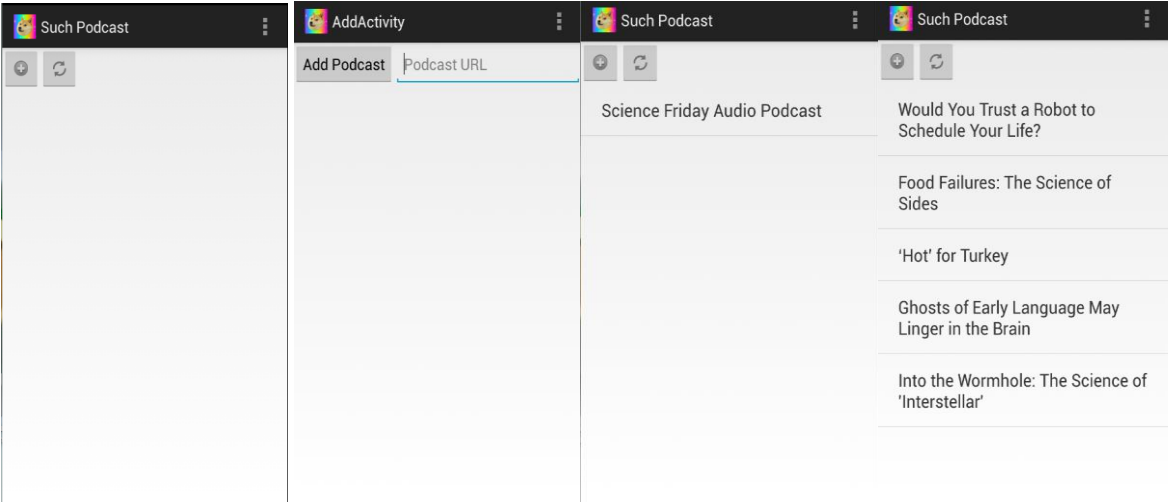 Such Podcast
AddActivity
Add Podcast
Podcast URL
Such Podcast
Science Friday Audio Podcast
Such Podcast
Would You Trust a Robot to
Schedule Your Life?
Food Failures: The Science of
Sides
‘Hot’ for Turkey
Ghosts of Early Language May
Linger in the Brain
Into the Wormhole: The Science of
'Interstellar'